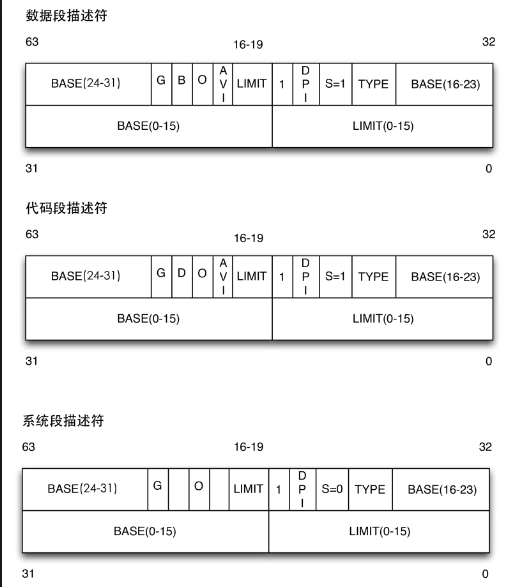 数据段描述符
63 16-19 32
BASE(24-31) G B O AVI LIMIT 1 DPI S=1 TYPE BASE(16-23)
BASE(0-15) LIMIT(0-15)
31 0
代码段描述符
63 16-19 32
BASE(24-31) G D O AVI LIMIT 1 DPI S=1 TYPE BASE(16-23)
BASE(0-15) LIMIT(0-15)
31 0
系统段描述符
63 16-19 32
BASE(24-31) G O LIMIT 1 DPI S=0 TYPE BASE(16-23)
BASE(0-15) LIMIT(0-15)
31 0